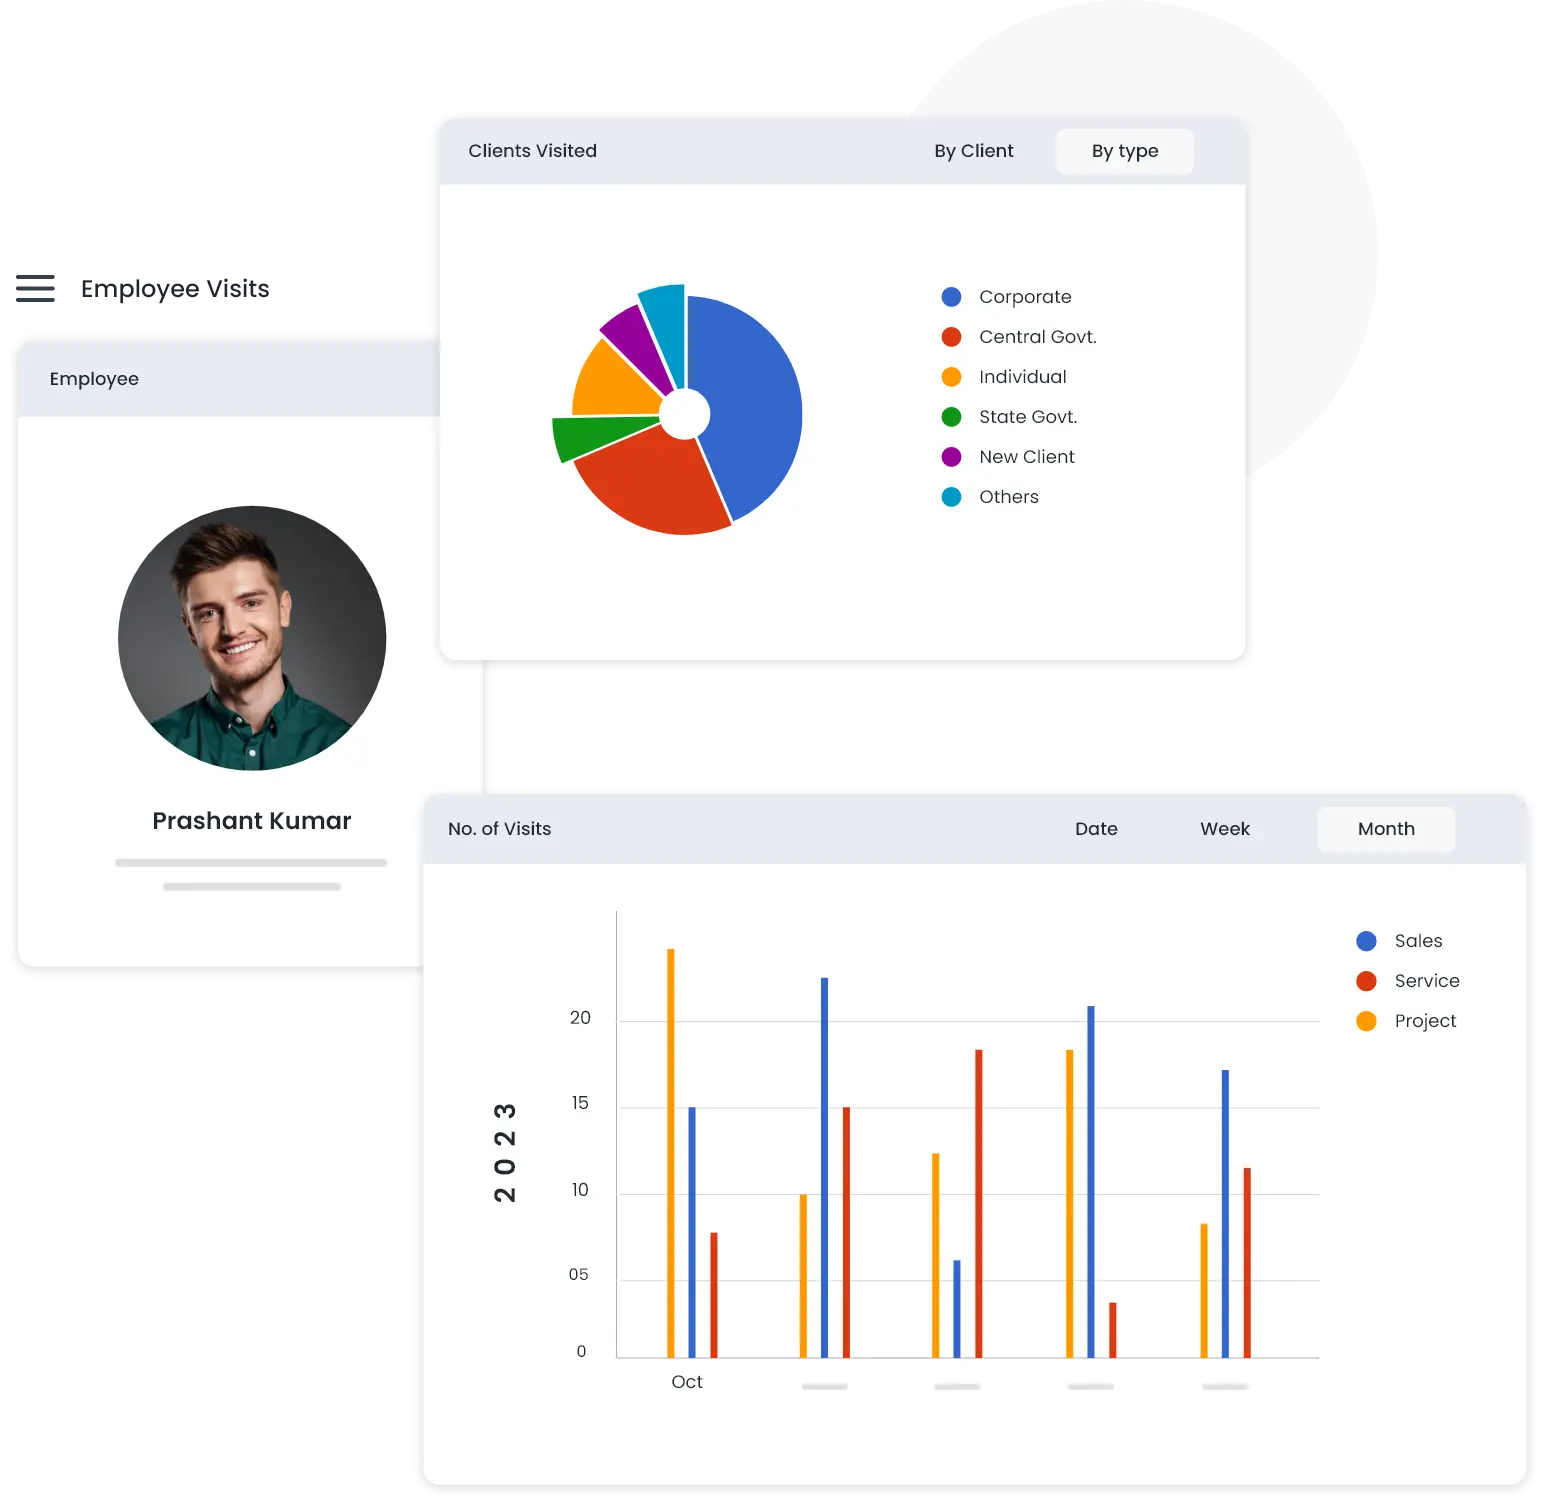 Clients Visited
By Client
By type
Corporate
Central Govt.
Individual
State Govt.
New Client
Others
Employee Visits
Employee
Prashant Kumar
No. of Visits
Date
Week
Month
Sales
Service
Project
2023
20
15
10
05
0
Oct